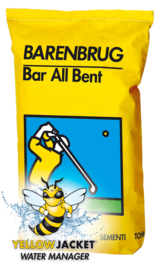 BARENBRUG
Bar All Bent
SEMENTI
YELLOW JACKET
WATER MANAGER